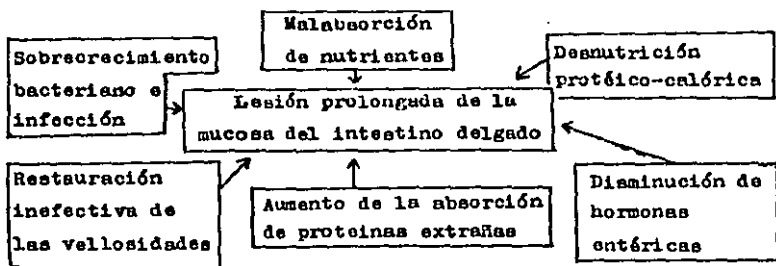 Malabsorción
de nutrientes
Sobrecrecimiento
bacteriano e
infección
Desnutrición
protéico-calórica
Lesión prolongada de la
mucosa del intestino delgado
Restauración
inefectiva de
las vellosidades
Aumento de la absorción
de proteinas extrañas
Disminución de
hormonas
entéricas